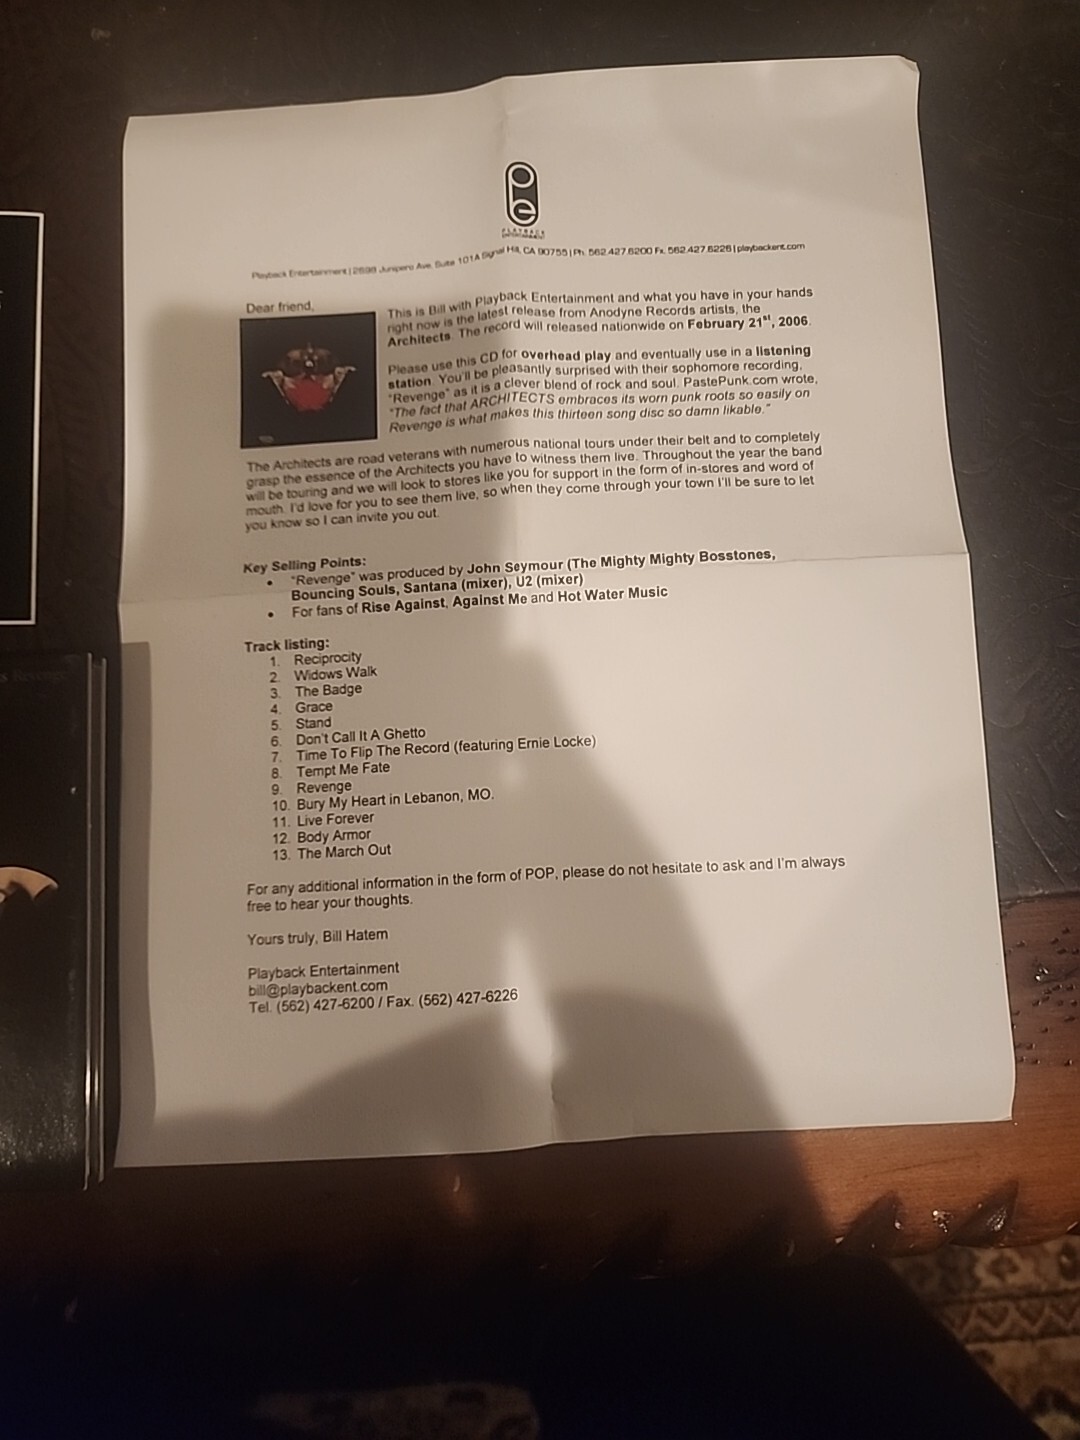 PLAYBACK
ENTERTAINMENT
Playback Entertainment | 2698 Junipero Ave, Suite 101A Signal Hill, CA 90755 | Ph. 562.427.6200 Fx. 562.427.6226 | playbackent.com
Dear friend,
This is Bill with Playback Entertainment and what you have in your hands
right now is the latest release from Anodyne Records artists, the
Architects. The record will released nationwide on February 21st, 2006.
Please use this CD for overhead play and eventually use in a listening
station. You'll be pleasantly surprised with their sophomore recording,
"Revenge" as it is a clever blend of rock and soul. PastePunk.com wrote,
"The fact that ARCHITECTS embraces its worn punk roots so easily on
Revenge is what makes this thirteen song disc so damn likable."
The Architects are road veterans with numerous national tours under their belt and to completely
grasp the essence of the Architects you have to witness them live. Throughout the year the band
will be touring and we will look to stores like you for support in the form of in-stores and word of
mouth. I'd love for you to see them live, so when they come through your town I'll be sure to let
you know so I can invite you out.
Key Selling Points:
• "Revenge" was produced by John Seymour (The Mighty Mighty Bosstones,
Bouncing Souls, Santana (mixer), U2 (mixer)
• For fans of Rise Against, Against Me and Hot Water Music
Track listing:
1. Reciprocity
2. Widows Walk
3. The Badge
4. Grace
5. Stand
6. Don't Call It A Ghetto
7. Time To Flip The Record (featuring Ernie Locke)
8. Tempt Me Fate
9. Revenge
10. Bury My Heart in Lebanon, MO.
11. Live Forever
12. Body Armor
13. The March Out
For any additional information in the form of POP, please do not hesitate to ask and I'm always
free to hear your thoughts.
Yours truly, Bill Hatem
Playback Entertainment
bill@playbackent.com
Tel. (562) 427-6200 / Fax. (562) 427-6226
s Revenge